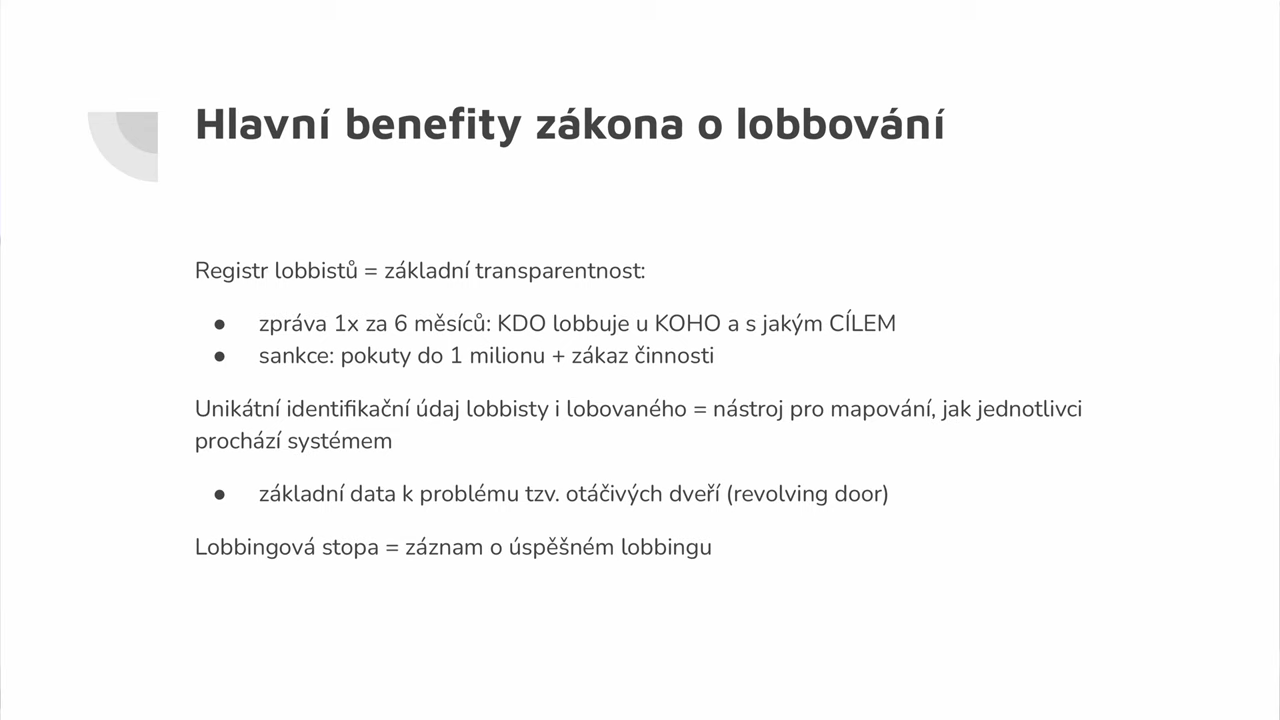 Hlavní benefity zákona o lobbování
Registr lobbistů = základní transparentnost:
● zpráva 1x za 6 měsíců: KDO lobbuje u KOHO a s jakým CÍLEM
● sankce: pokuty do 1 milionu + zákaz činnosti
Unikátní identifikační údaj lobbisty i lobovaného = nástroj pro mapování, jak jednotlivci
prochází systémem
● základní data k problému tzv. otáčivých dveří (revolving door)
Lobbingová stopa = záznam o úspěšném lobbingu